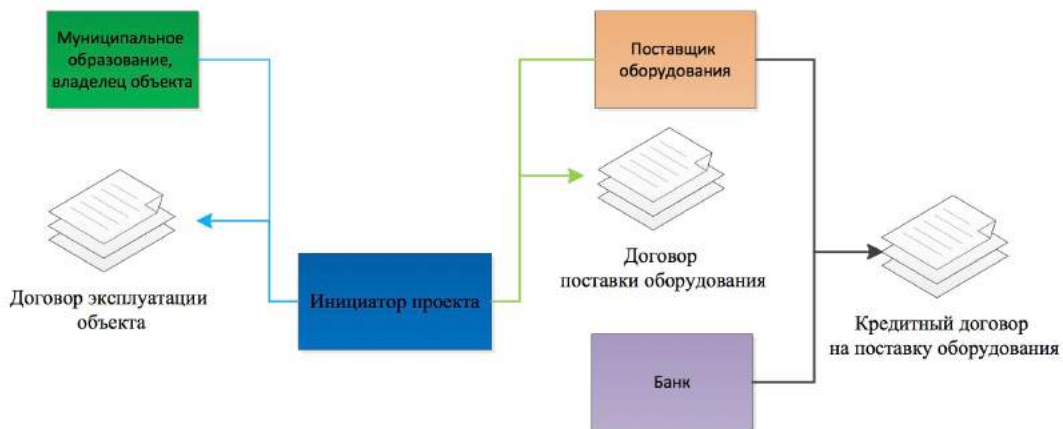 Муниципальное
образование,
владелец объекта
Поставщик
оборудования
Договор эксплуатации
объекта
Инициатор проекта
Договор
поставки оборудования
Кредитный договор
на поставку оборудования
Банк